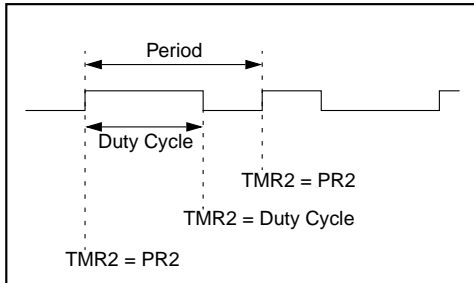 Period
Duty Cycle
TMR2 = PR2
TMR2 = Duty Cycle
TMR2 = PR2